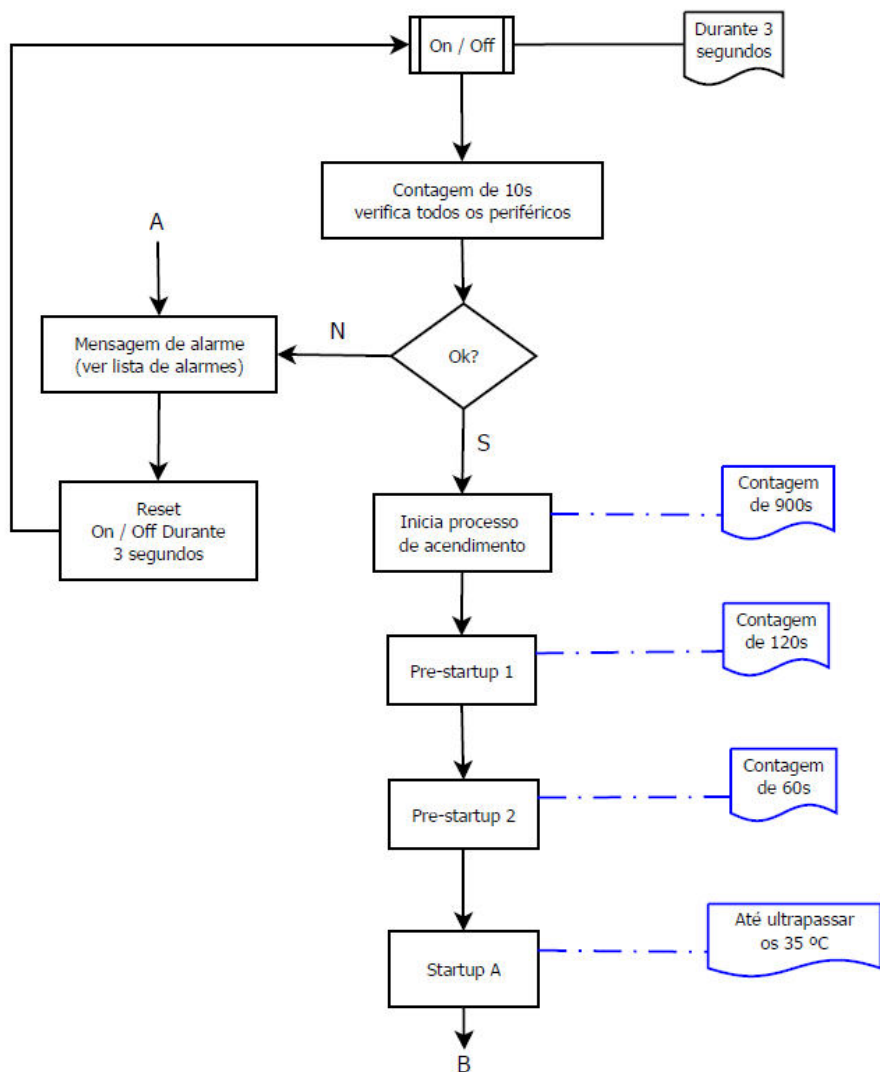 On / Off
Durante 3
segundos
Contagem de 10s
verifica todos os periféricos
A
Mensagem de alarme
(ver lista de alarmes)
N
Ok?
S
Reset
On / Off Durante
3 segundos
Inicia processo
de acendimento
Contagem
de 900s
Pre-startup 1
Contagem
de 120s
Pre-startup 2
Contagem
de 60s
Startup A
Até ultrapassar
os 35 ºC
B